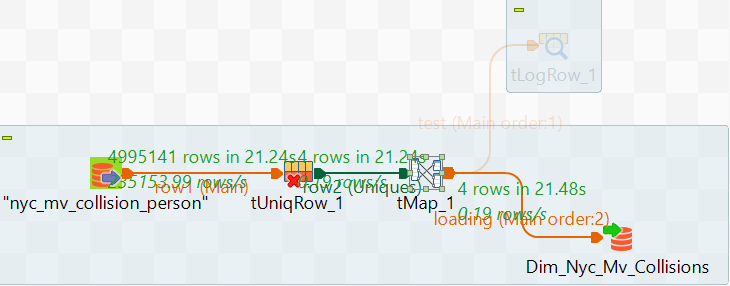 tLogRow_1
test (Main order:1)
4995141 rows in 21.24s
4 rows in 21.24s
235153.99 rows/s
0.19 rows/s
row1 (Main)
row2 (Uniques)
"nyc_mv_collision_person"
tUniqRow_1
tMap_1
4 rows in 21.48s
0.19 rows/s
loading (Main order:2)
Dim_Nyc_Mv_Collisions